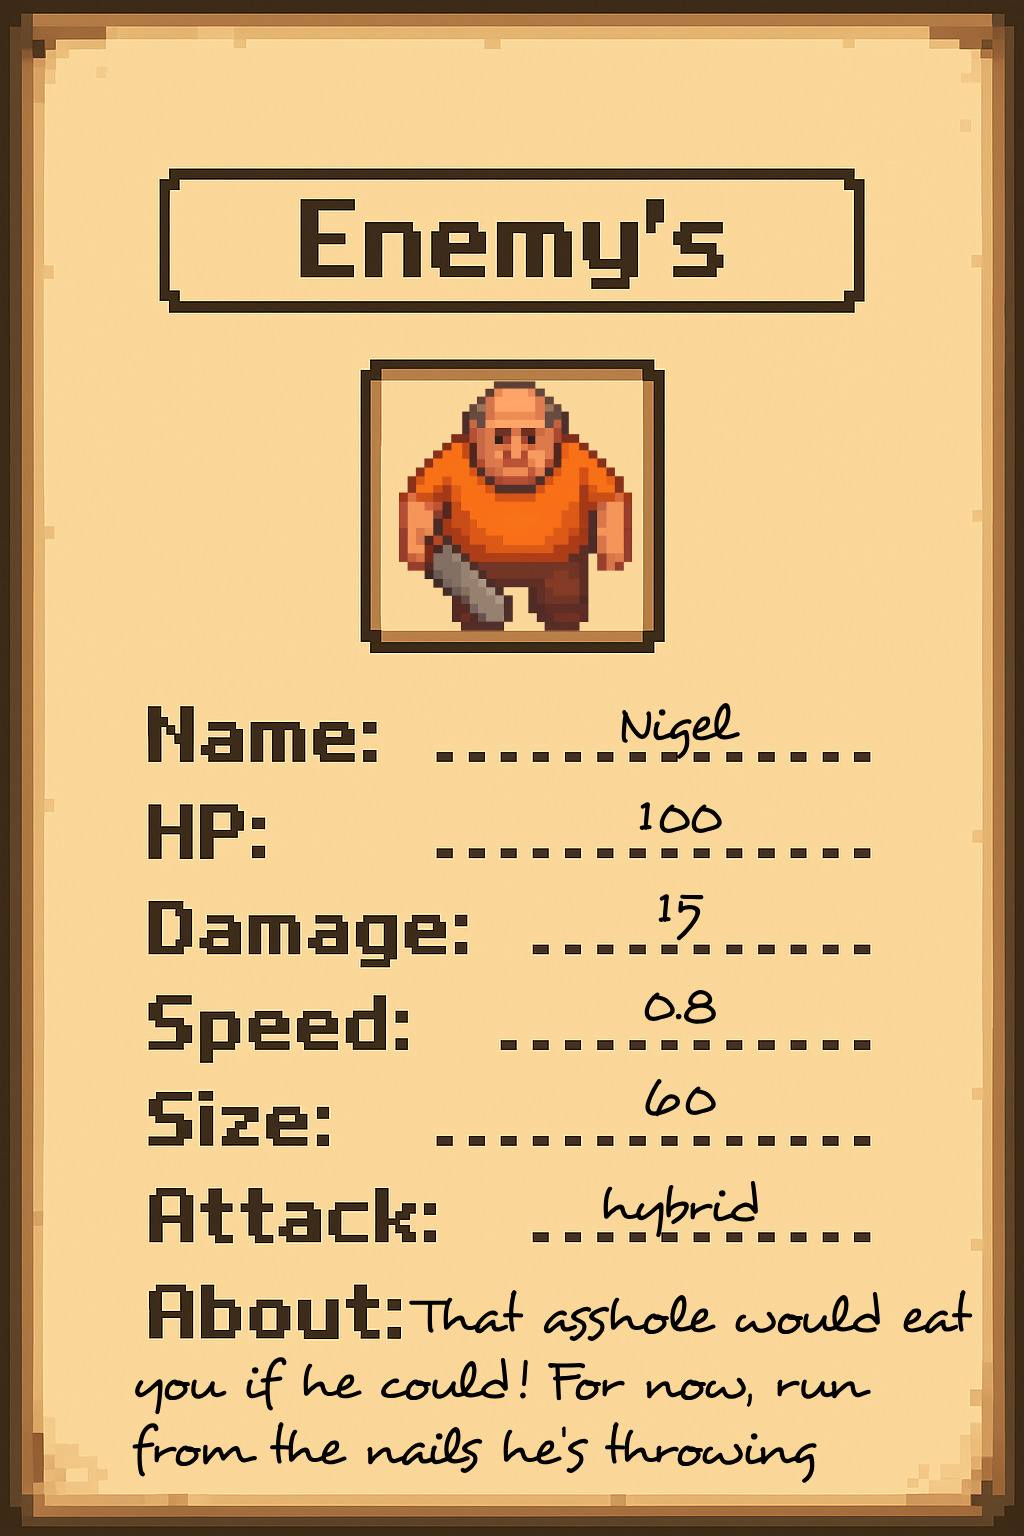 Enemy's
Name: Nigel
HP: 100
Damage: 15
Speed: 0.8
Size: 60
Attack: hybrid
About: That asshole would eat
you if he could! For now, run
from the nails he's throwing